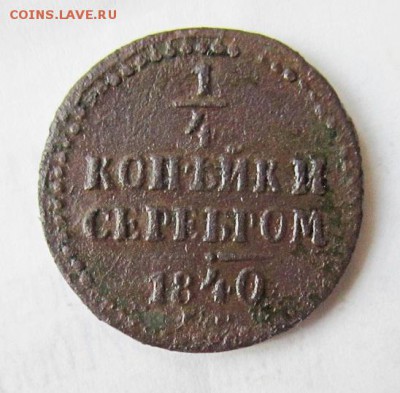 COINS.LAVE.RU
1
4
КОПѢЙКИ
СЕРЕБРОМ
1840